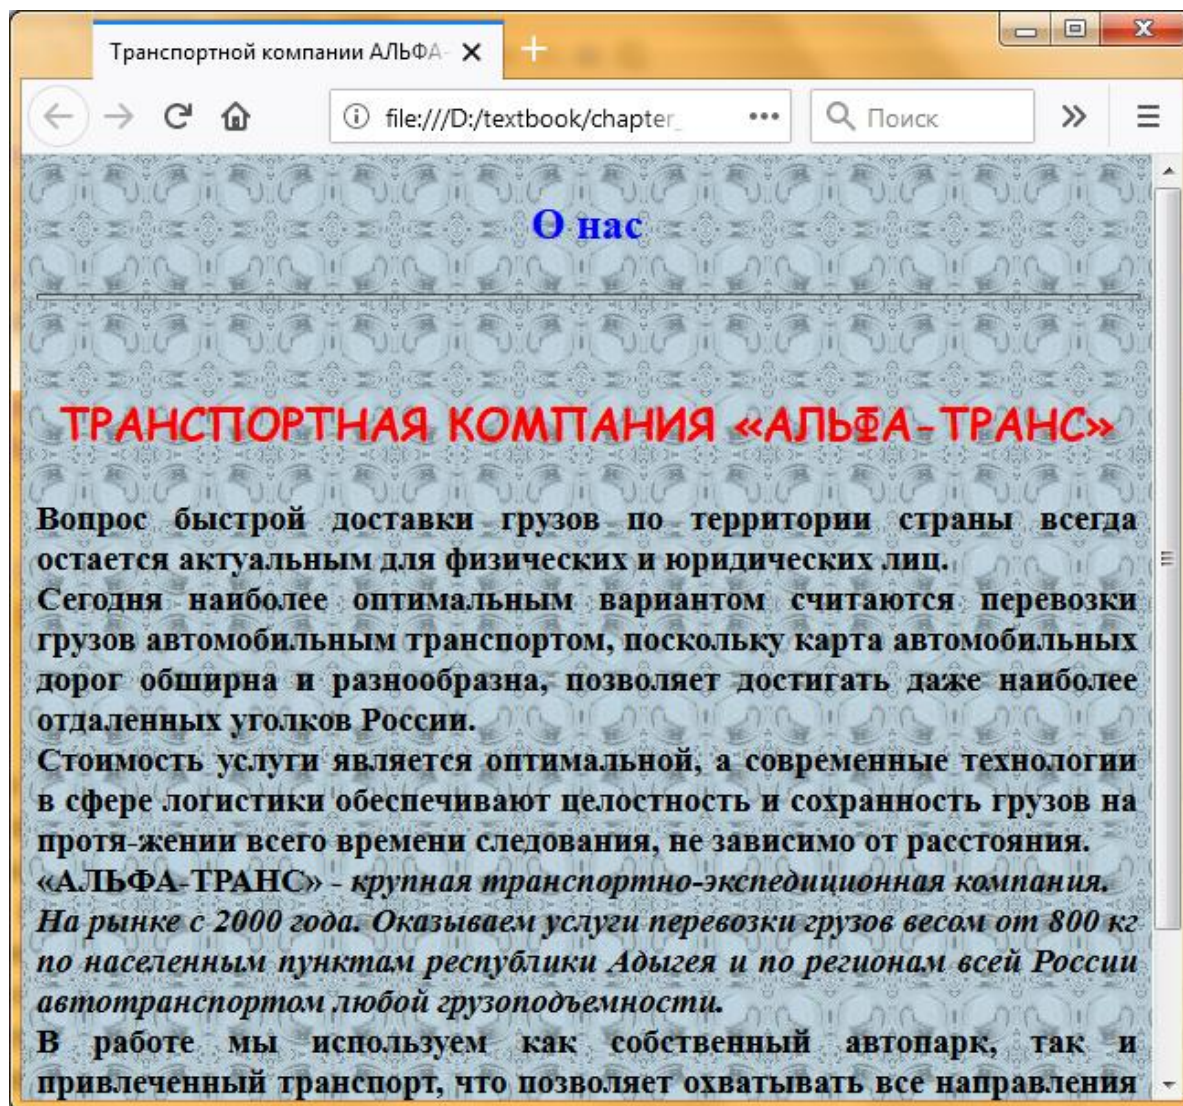 Транспортной компании АЛЬФА-
file:///D:/textbook/chapter_
Поиск
О нас
ТРАНСПОРТНАЯ КОМПАНИЯ «АЛЬФА-ТРАНС»
Вопрос быстрой доставки грузов по территории страны всегда
остается актуальным для физических и юридических лиц.
Сегодня наиболее оптимальным вариантом считаются перевозки
грузов автомобильным транспортом, поскольку карта автомобильных
дорог обширна и разнообразна, позволяет достигать даже наиболее
отдаленных уголков России.
Стоимость услуги является оптимальной, а современные технологии
в сфере логистики обеспечивают целостность и сохранность грузов на
протя-жении всего времени следования, не зависимо от расстояния.
«АЛЬФА-ТРАНС» - крупная транспортно-экспедиционная компания.
На рынке с 2000 года. Оказываем услуги перевозки грузов весом от 800 кг
по населенным пунктам республики Адыгея и по регионам всей России
автотранспортом любой грузоподъемности.
В работе мы используем как собственный автопарк, так и
привлеченный транспорт, что позволяет охватывать все направления